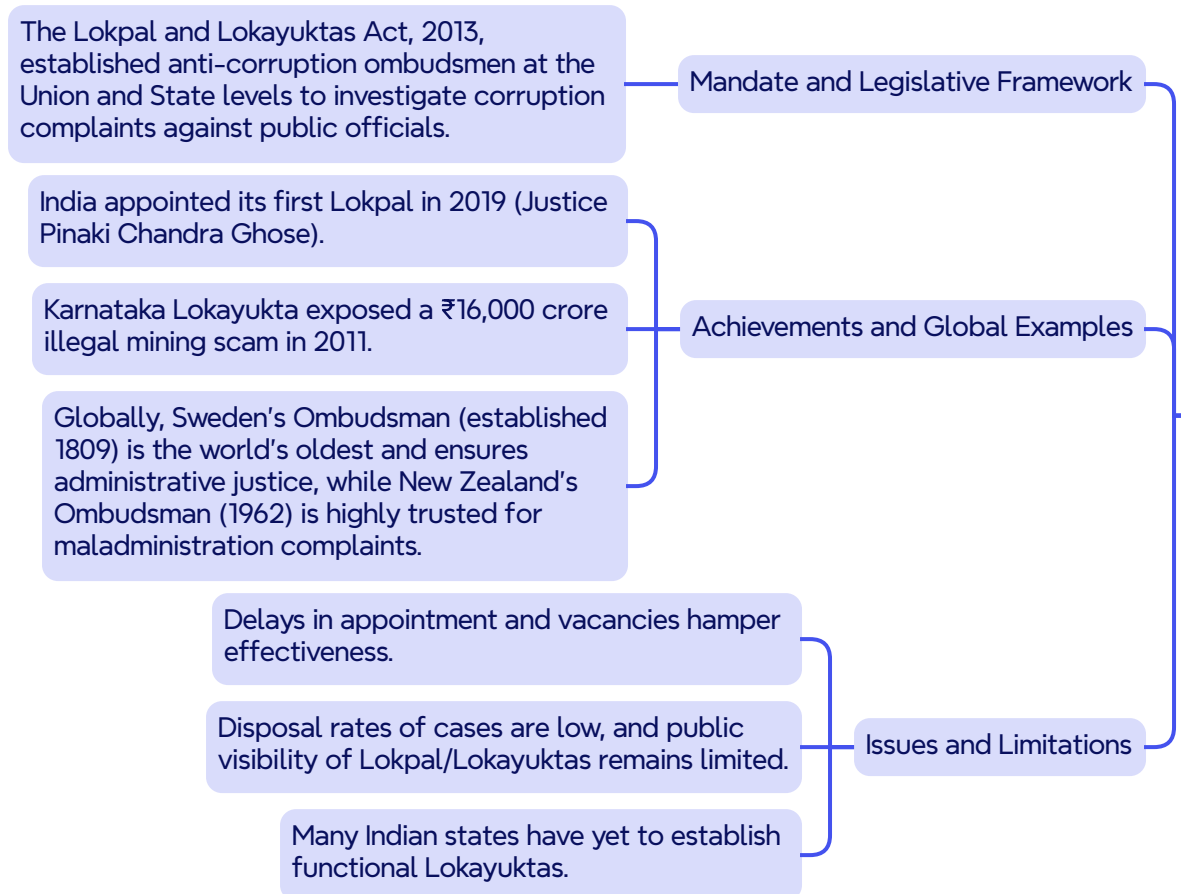 The Lokpal and Lokayuktas Act, 2013,
established anti-corruption ombudsmen at the
Union and State levels to investigate corruption
complaints against public officials.
Mandate and Legislative Framework
India appointed its first Lokpal in 2019 (Justice
Pinaki Chandra Ghose).
Karnataka Lokayukta exposed a ₹16,000 crore
illegal mining scam in 2011.
Achievements and Global Examples
Globally, Sweden's Ombudsman (established
1809) is the world's oldest and ensures
administrative justice, while New Zealand's
Ombudsman (1962) is highly trusted for
maladministration complaints.
Delays in appointment and vacancies hamper
effectiveness.
Disposal rates of cases are low, and public
visibility of Lokpal/Lokayuktas remains limited.
Issues and Limitations
Many Indian states have yet to establish
functional Lokayuktas.